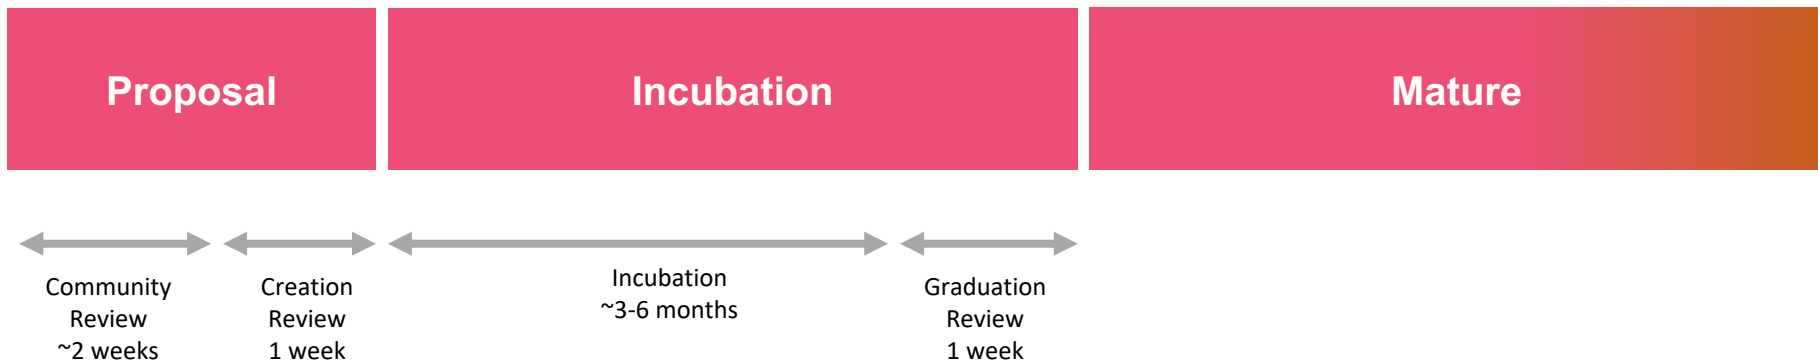 Proposal
Incubation
Mature
Community
Review
~2 weeks
Creation
Review
1 week
Incubation
~3-6 months
Graduation
Review
1 week